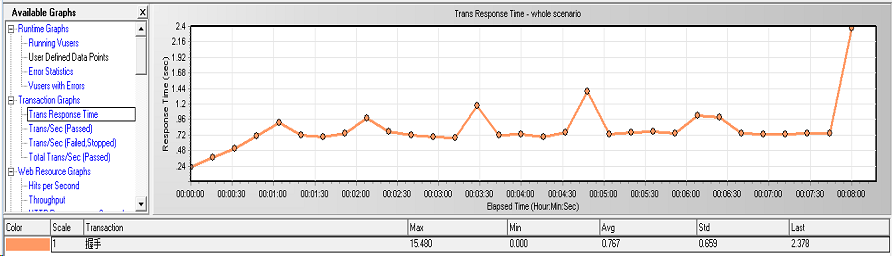 Available Graphs X
Runtime Graphs
Running Vusers
User Defined Data Points
Error Statistics
Vusers with Errors
Transaction Graphs
Trans Response Time
Trans/Sec (Passed)
Trans/Sec (Failed,Stopped)
Total Trans/Sec (Passed)
Web Resource Graphs
Hits per Second
Throughput
Trans Response Time - whole scenario
Response Time (sec)
2.4
2.16
1.92
1.68
1.44
1.2
.96
.72
.48
.24
00:00:00 00:00:30 00:01:00 00:01:30 00:02:00 00:02:30 00:03:00 00:03:30 00:04:00 00:04:30 00:05:00 00:05:30 00:06:00 00:06:30 00:07:00 00:07:30 00:08:00
Elapsed Time (Hour:Min:Sec)
Color Scale Transaction Max Min Avg Std Last
1 握手 15.480 0.000 0.767 0.659 2.378